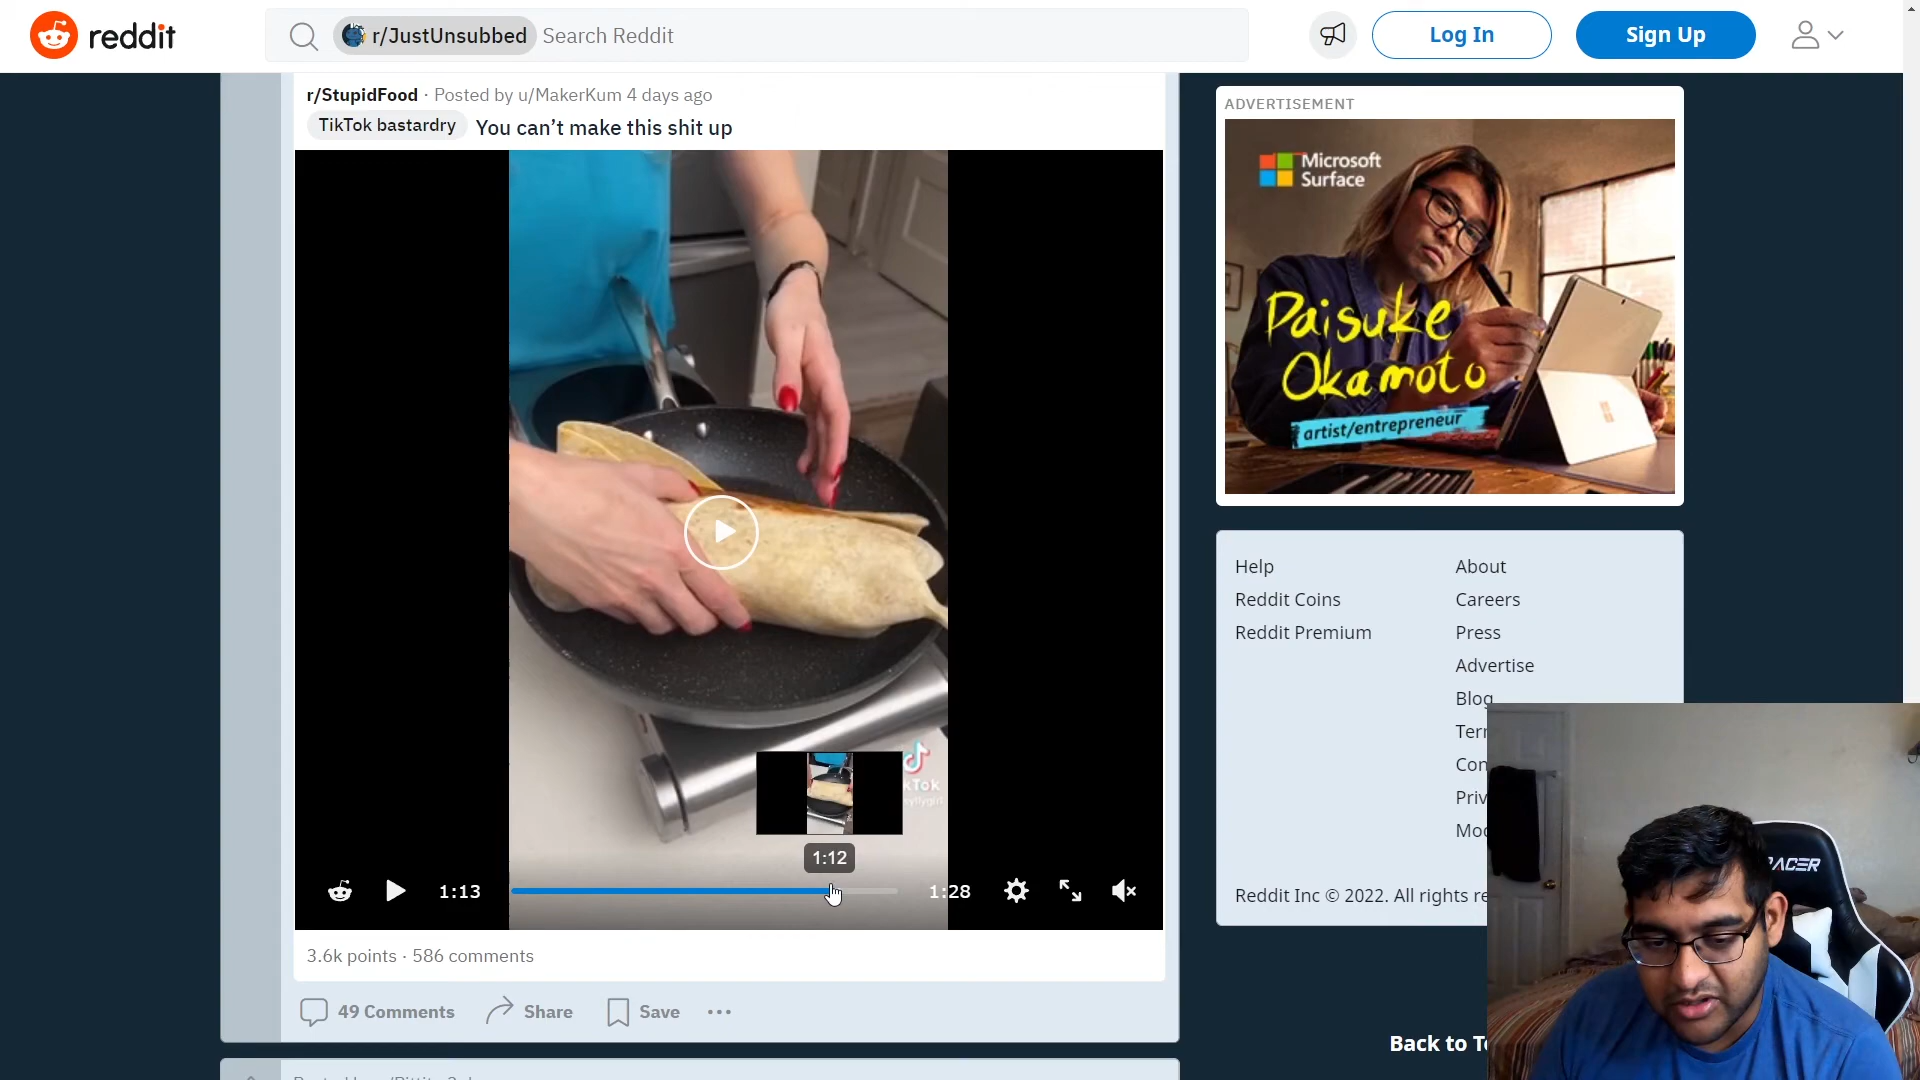 reddit
r/JustUnsubbed Search Reddit
Log In
Sign Up
r/StupidFood · Posted by u/MakerKum 4 days ago
TikTok bastardry You can’t make this shit up
1:12
1:13
1:28
3.6k points · 586 comments
49 Comments
Share
Save
ADVERTISEMENT
Microsoft
Surface
Daisuke
Okamoto
artist/entrepreneur
Help
About
Reddit Coins
Careers
Reddit Premium
Press
Advertise
Blog
Reddit Inc © 2022. All rights
Back to